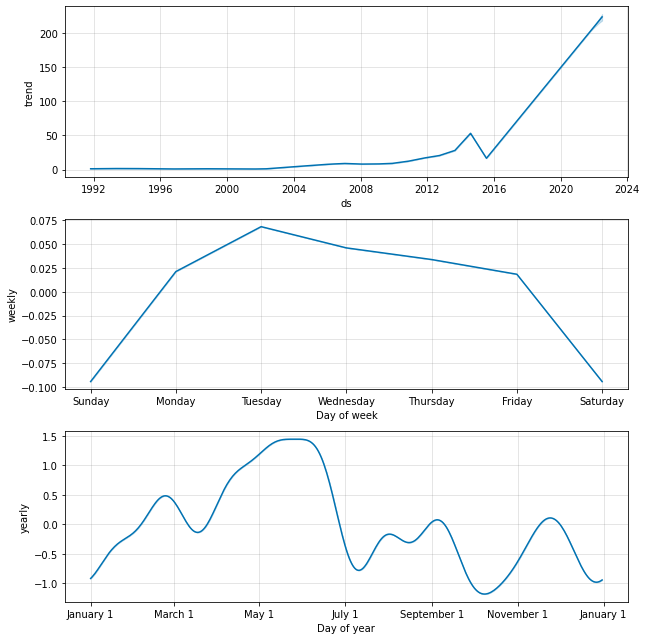 200
150
100
50
0
trend
1992 1996 2000 2004 2008 2012 2016 2020 2024
ds
0.075
0.050
0.025
0.000
−0.025
−0.050
−0.075
−0.100
weekly
Sunday Monday Tuesday Wednesday Thursday Friday Saturday
Day of week
1.5
1.0
0.5
0.0
−0.5
−1.0
yearly
January 1 March 1 May 1 July 1 September 1 November 1 January 1
Day of year